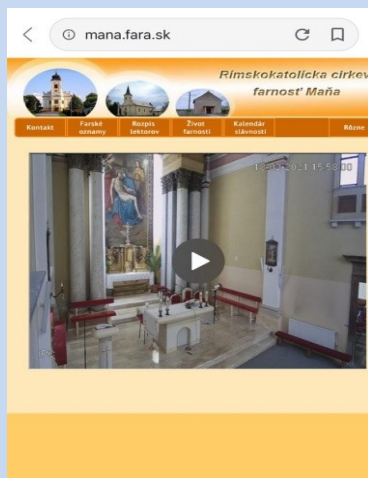 mana.fara.sk
Rímskokatolícka cirkev
farnosť Maňa
Kontakt
Farské
oznamy
Rozpis
lektorov
Život
farnosti
Kalendár
slávností
Rôzne